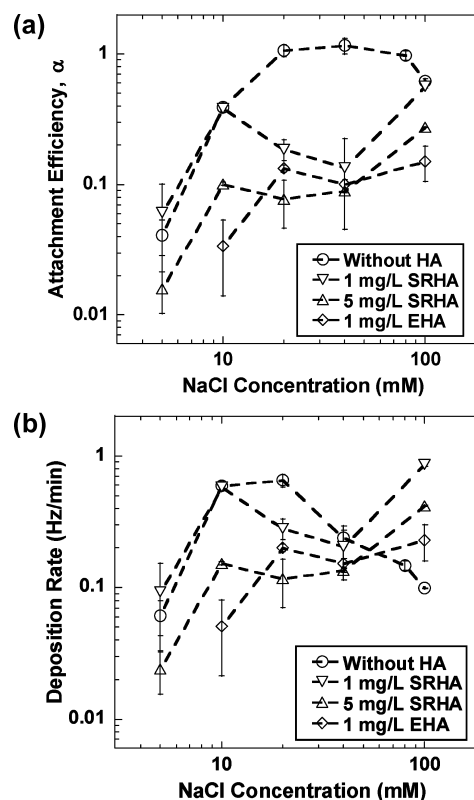 (a)
Attachment Efficiency, α
1
0.1
0.01
Without HA
1 mg/L SRHA
5 mg/L SRHA
1 mg/L EHA
10
100
NaCl Concentration (mM)
(b)
Deposition Rate (Hz/min)
1
0.1
0.01
Without HA
1 mg/L SRHA
5 mg/L SRHA
1 mg/L EHA
10
100
NaCl Concentration (mM)